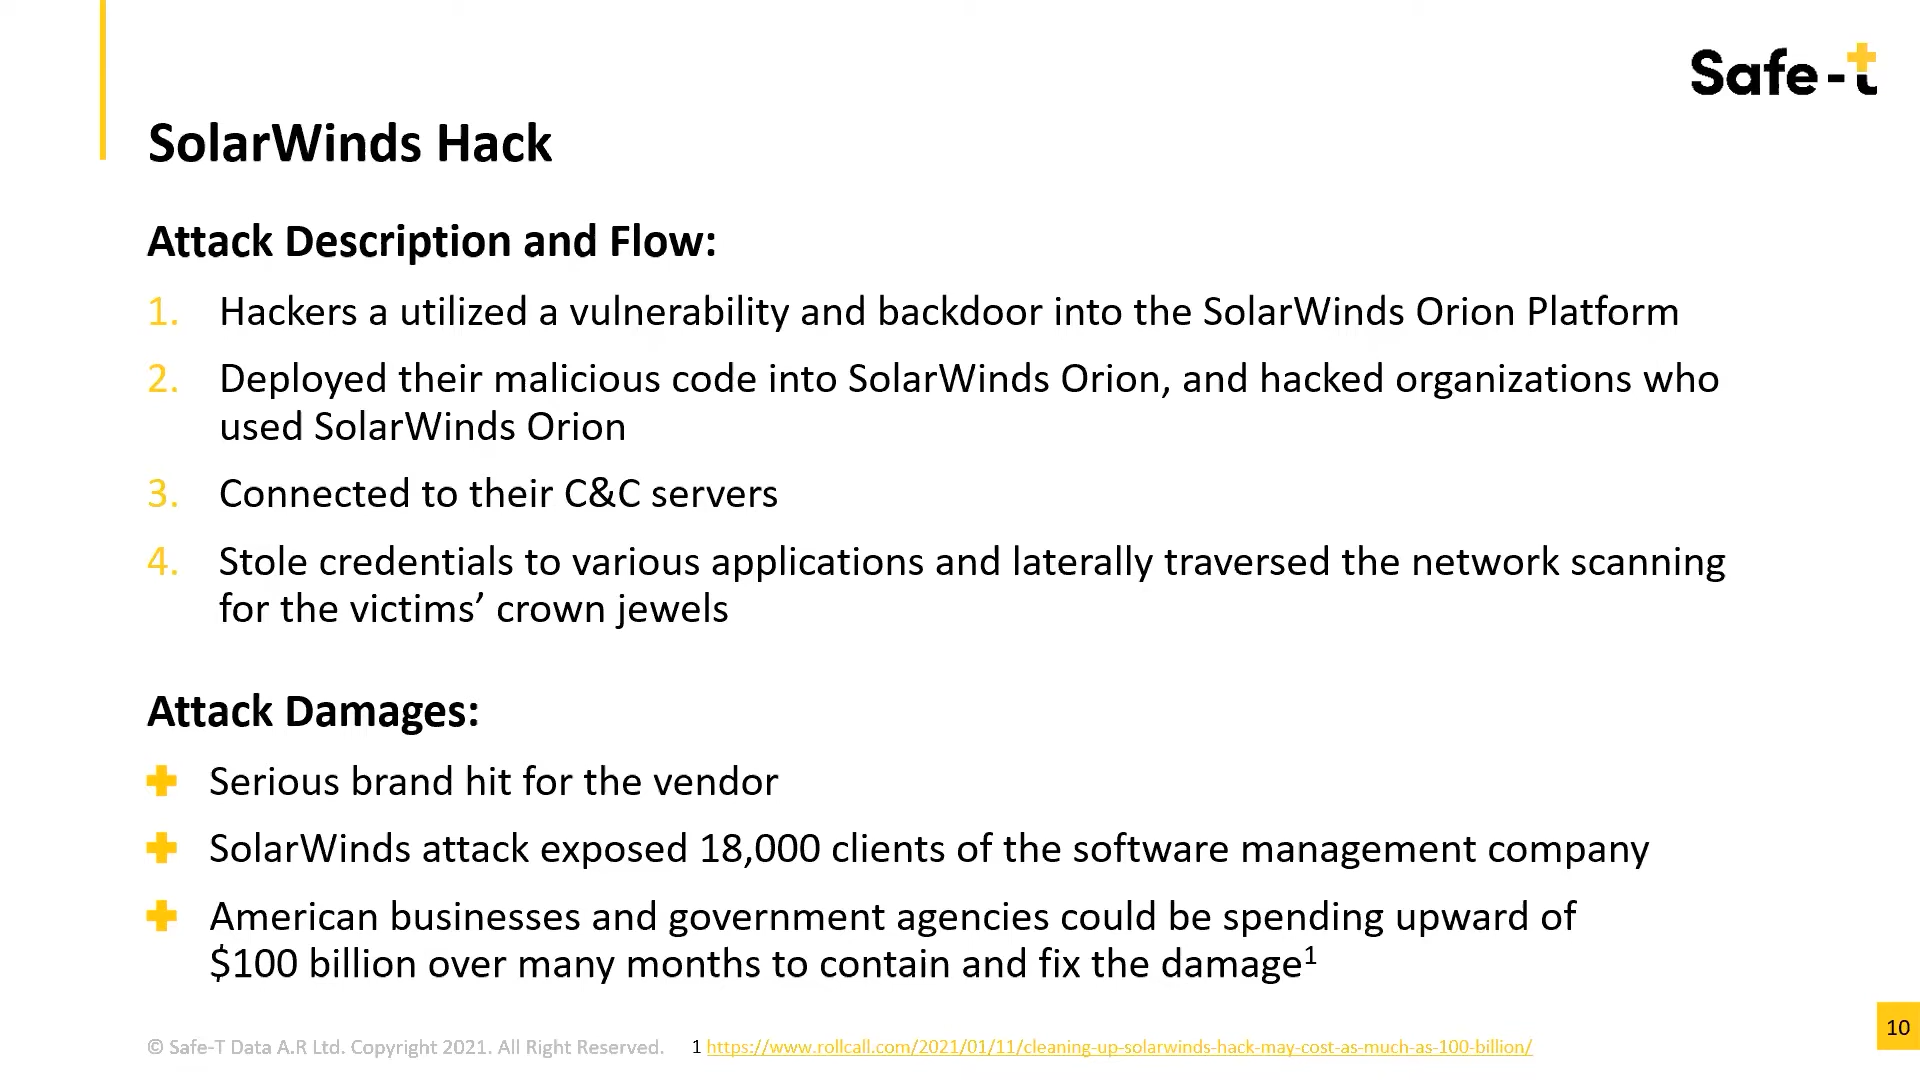 Safe-t
SolarWinds Hack
Attack Description and Flow:
1. Hackers a utilized a vulnerability and backdoor into the SolarWinds Orion Platform
2. Deployed their malicious code into SolarWinds Orion, and hacked organizations who
used SolarWinds Orion
3. Connected to their C&C servers
4. Stole credentials to various applications and laterally traversed the network scanning
for the victims’ crown jewels
Attack Damages:
Serious brand hit for the vendor
SolarWinds attack exposed 18,000 clients of the software management company
American businesses and government agencies could be spending upward of
$100 billion over many months to contain and fix the damage¹
© Safe-T Data A.R Ltd. Copyright 2021. All Right Reserved. 1 https://www.rollcall.com/2021/01/11/cleaning-up-solarwinds-hack-may-cost-as-much-as-100-billion/
10